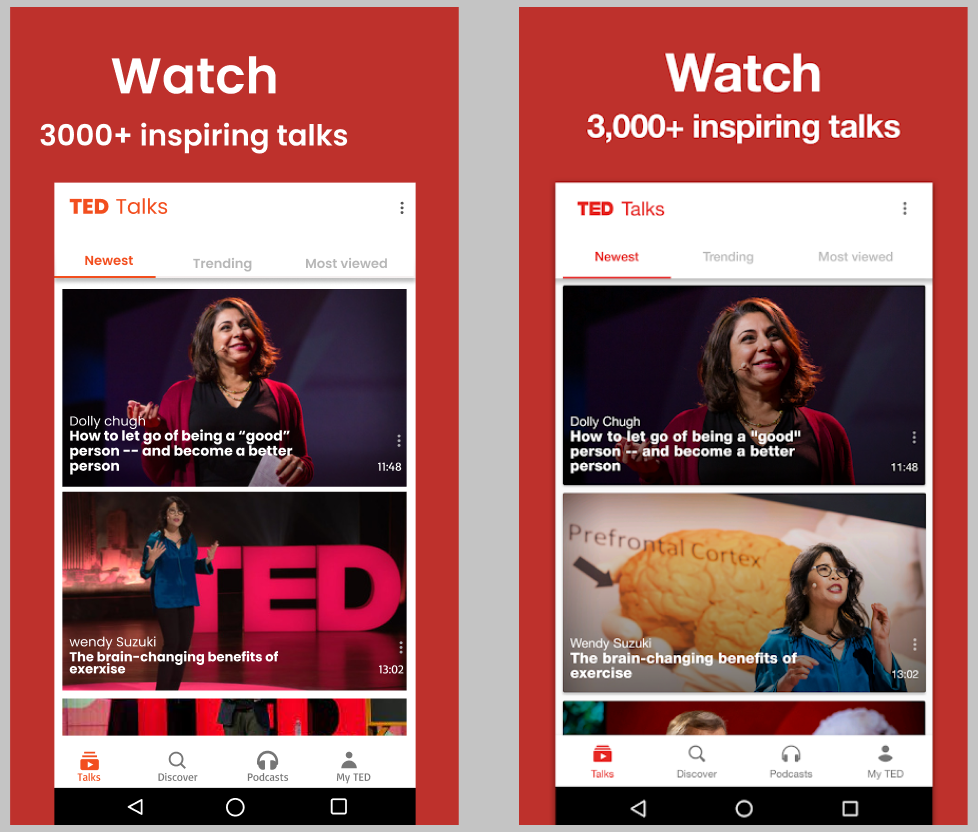 Watch
3000+ inspiring talks
TED Talks
Newest Trending Most viewed
Dolly chugh
How to let go of being a “good”
person -- and become a better
person
11:48
TED
wendy Suzuki
The brain-changing benefits of
exerxise
13:02
Talks Discover Podcasts My TED
Watch
3,000+ inspiring talks
TED Talks
Newest Trending Most viewed
Dolly Chugh
How to let go of being a "good"
person -- and become a better
person
11:48
Prefrontal Cortex
Wendy Suzuki
The brain-changing benefits of
exercise
13:02
Talks Discover Podcasts My TED